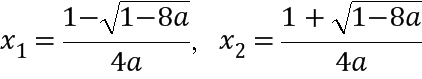 x₁ = (1−√(1−8a))/(4a), x₂ = (1 + √(1−8a))/(4a)